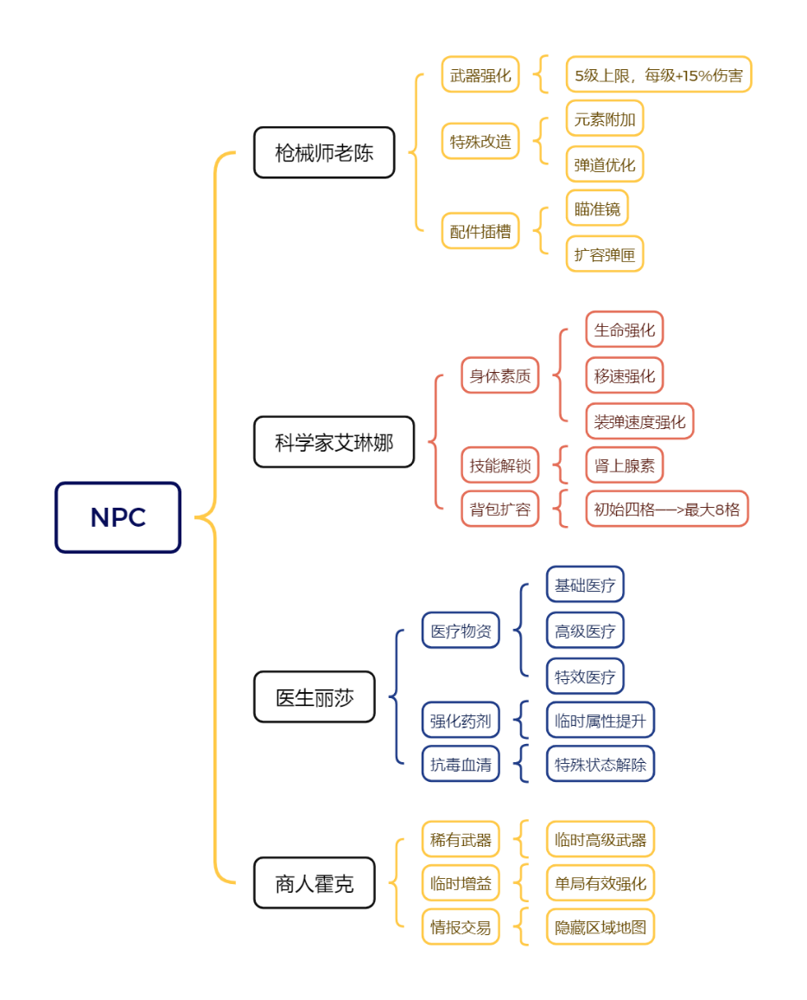 NPC
枪械师老陈
武器强化
5级上限，每级+15%伤害
特殊改造
元素附加
弹道优化
配件插槽
瞄准镜
扩容弹匣
科学家艾琳娜
身体素质
生命强化
移速强化
装弹速度强化
技能解锁
肾上腺素
背包扩容
初始四格——>最大8格
医生丽莎
医疗物资
基础医疗
高级医疗
特效医疗
强化药剂
临时属性提升
抗毒血清
特殊状态解除
商人霍克
稀有武器
临时高级武器
临时增益
单局有效强化
情报交易
隐藏区域地图